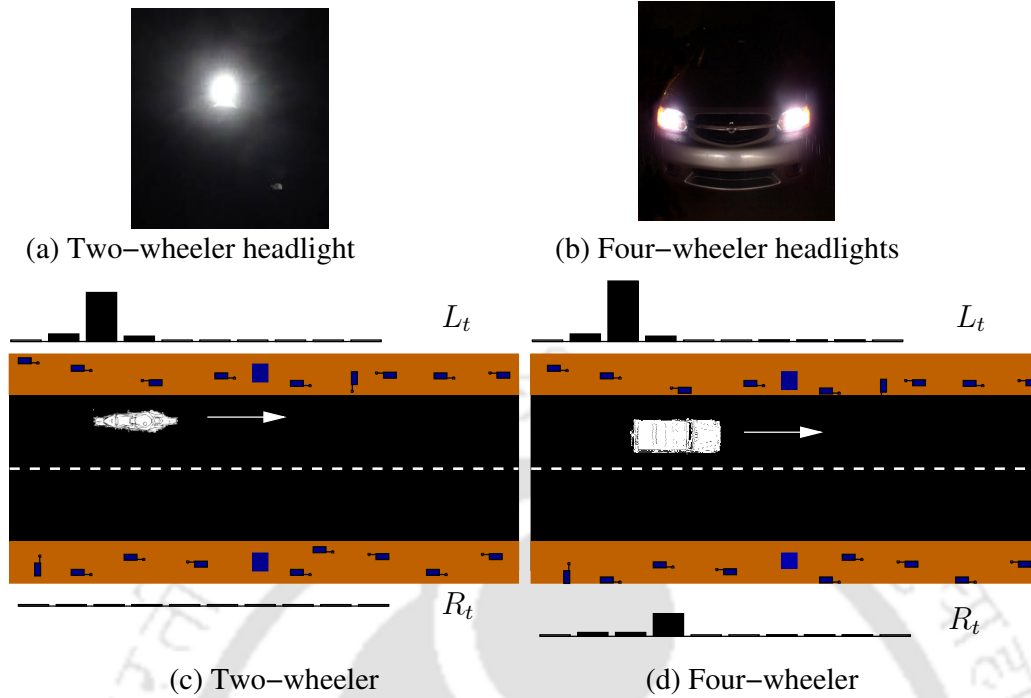 (a) Two−wheeler headlight
(b) Four−wheeler headlights
L_t
L_t
R_t
R_t
(c) Two−wheeler
(d) Four−wheeler